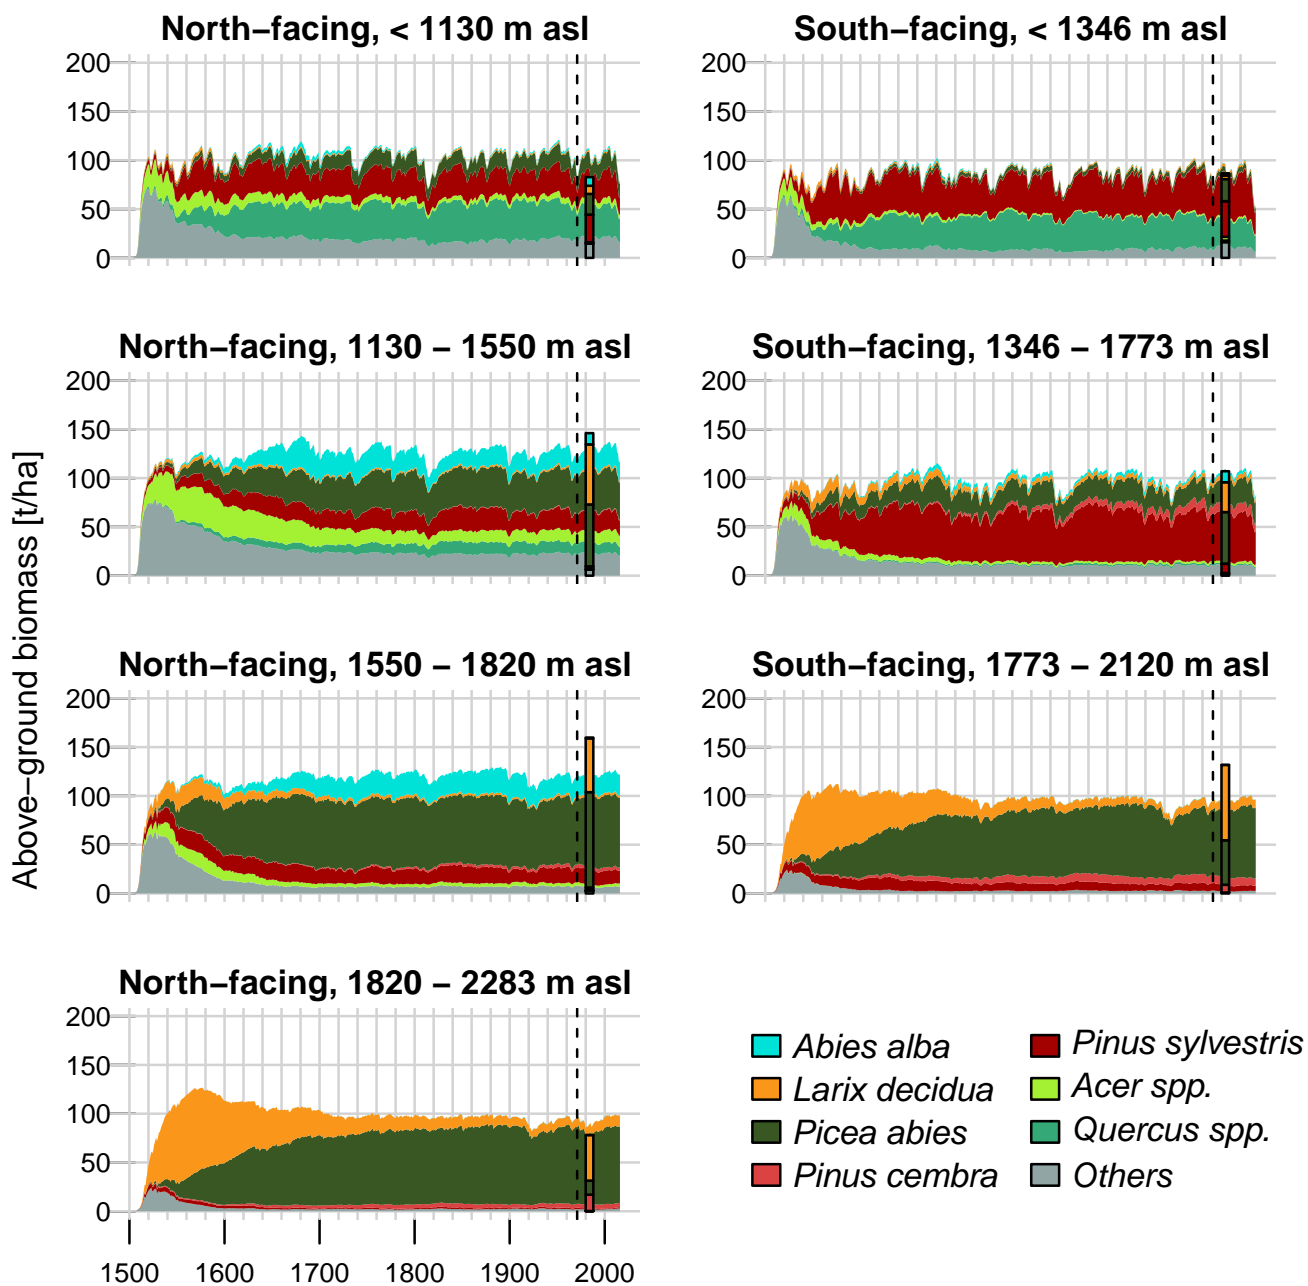 North−facing, < 1130 m asl
200
150
100
50
0
South−facing, < 1346 m asl
200
150
100
50
0
North−facing, 1130 − 1550 m asl
200
150
100
50
0
South−facing, 1346 − 1773 m asl
200
150
100
50
0
Above−ground biomass [t/ha]
North−facing, 1550 − 1820 m asl
200
150
100
50
0
South−facing, 1773 − 2120 m asl
200
150
100
50
0
North−facing, 1820 − 2283 m asl
200
150
100
50
0
1500 1600 1700 1800 1900 2000
Abies alba
Larix decidua
Picea abies
Pinus cembra
Pinus sylvestris
Acer spp.
Quercus spp.
Others